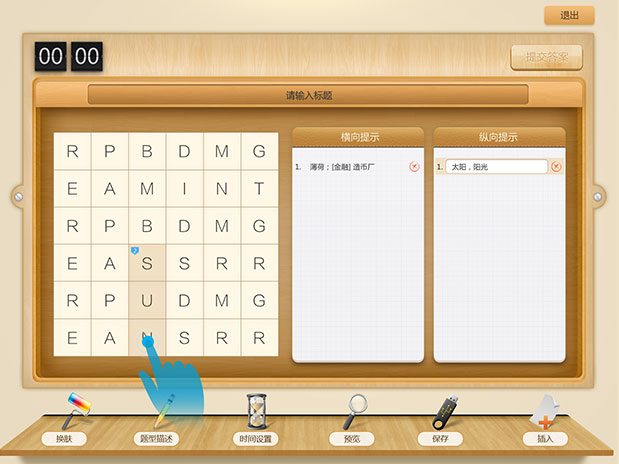 退出
00 00
提交答案
请输入标题
横向提示
纵向提示
1. 薄荷；[金融] 造币厂
1. 太阳，阳光
R P B D M G
E A M I N T
R P B D M G
2
E A S S R R
R P U D M G
E A N S R R
换肤
题型描述
时间设置
预览
保存
插入